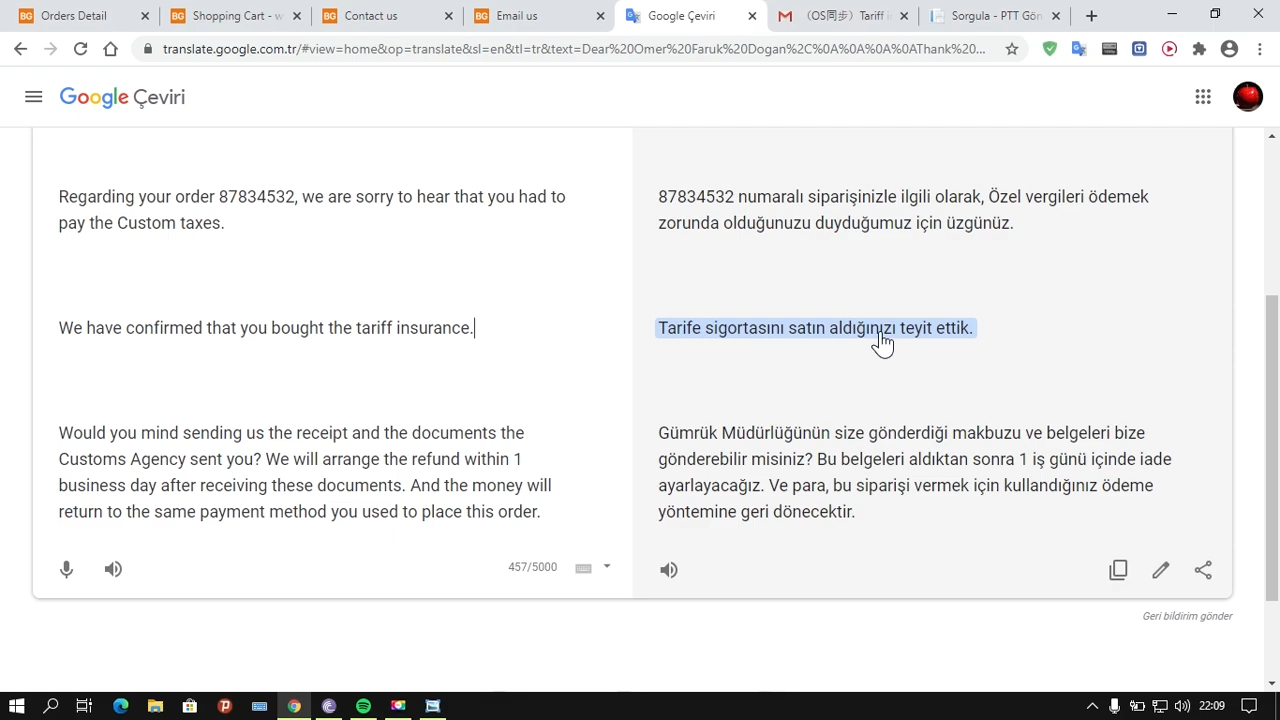 Orders Detail
Shopping Cart - w
Contact us
Email us
Google Çeviri
(OS同步) Tariff i
Sorgula - PTT Gön
translate.google.com.tr/#view=home&op=translate&sl=en&tl=tr&text=Dear%20Omer%20Faruk%20Dogan%2C%0A%0A%0A%0AThank%20...
Google Çeviri
Regarding your order 87834532, we are sorry to hear that you had to
pay the Custom taxes.
We have confirmed that you bought the tariff insurance.
Would you mind sending us the receipt and the documents the
Customs Agency sent you? We will arrange the refund within 1
business day after receiving these documents. And the money will
return to the same payment method you used to place this order.
457/5000
87834532 numaralı siparişinizle ilgili olarak, Özel vergileri ödemek
zorunda olduğunuzu duyduğumuz için üzgünüz.
Tarife sigortasını satın aldığınızı teyit ettik.
Gümrük Müdürlüğünün size gönderdiği makbuzu ve belgeleri bize
gönderebilir misiniz? Bu belgeleri aldıktan sonra 1 iş günü içinde iade
ayarlayacağız. Ve para, bu siparişi vermek için kullandığınız ödeme
yöntemine geri dönecektir.
Geri bildirim gönder
22:09